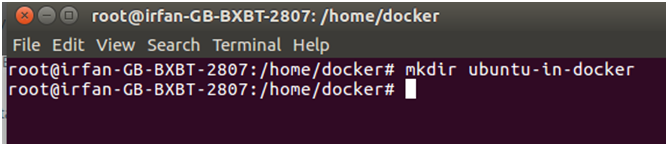 root@irfan-GB-BXBT-2807: /home/docker
File Edit View Search Terminal Help
root@irfan-GB-BXBT-2807:/home/docker# mkdir ubuntu-in-docker
root@irfan-GB-BXBT-2807:/home/docker#